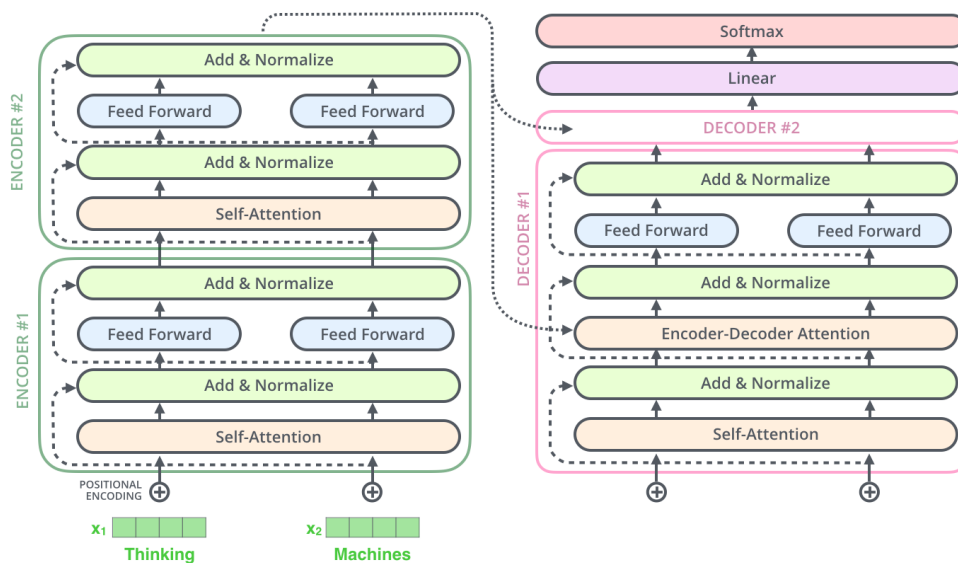 ENCODER #2
Add & Normalize
Feed Forward
Feed Forward
Add & Normalize
Self-Attention
ENCODER #1
Add & Normalize
Feed Forward
Feed Forward
Add & Normalize
Self-Attention
POSITIONAL
ENCODING
x1
x2
Thinking
Machines
Softmax
Linear
DECODER #2
DECODER #1
Add & Normalize
Feed Forward
Feed Forward
Add & Normalize
Encoder-Decoder Attention
Add & Normalize
Self-Attention